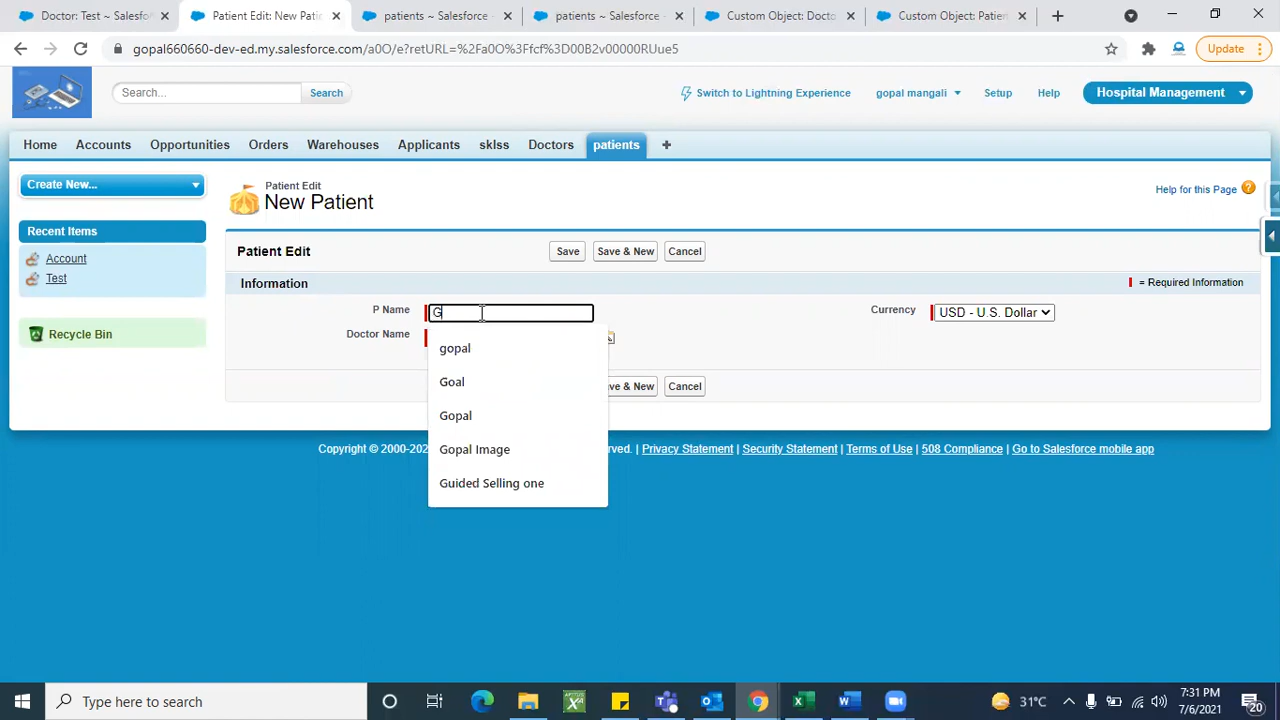 Doctor: Test ~ Salesfo
Patient Edit: New Patie
patients ~ Salesforce -
patients ~ Salesforce -
Custom Object: Docto
Custom Object: Patien
gopal660660-dev-ed.my.salesforce.com/a0O/e?retURL=%2Fa0O%3Ffcf%3D00B2v00000RUue5
Update
Search...
Search
Switch to Lightning Experience
gopal mangali
Setup
Help
Hospital Management
Home
Accounts
Opportunities
Orders
Warehouses
Applicants
sklss
Doctors
patients
Create New...
Patient Edit
New Patient
Help for this Page
Recent Items
Account
Test
Recycle Bin
Patient Edit
Save
Save & New
Cancel
Information
= Required Information
P Name
G
Currency
USD - U.S. Dollar
Doctor Name
gopal
Goal
Gopal
Gopal Image
Guided Selling one
ve & New
Cancel
Copyright © 2000-202
rved. | Privacy Statement | Security Statement | Terms of Use | 508 Compliance | Go to Salesforce mobile app
Type here to search
31°C
7:31 PM
7/6/2021
20